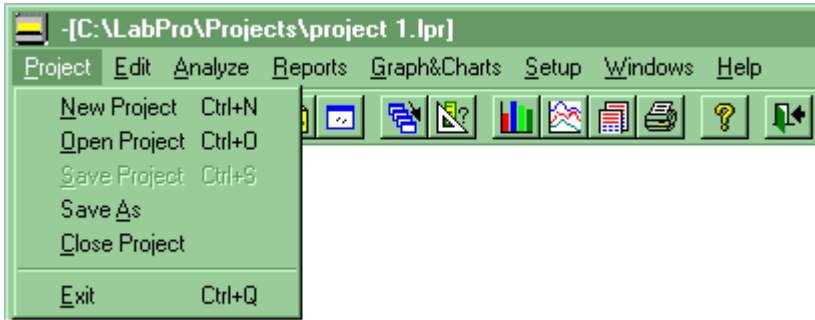 -[C:\LabPro\Projects\project 1.lpr]
Project Edit Analyze Reports Graph&Charts Setup Windows Help
New Project Ctrl+N
Open Project Ctrl+O
Save Project Ctrl+S
Save As
Close Project
Exit Ctrl+Q